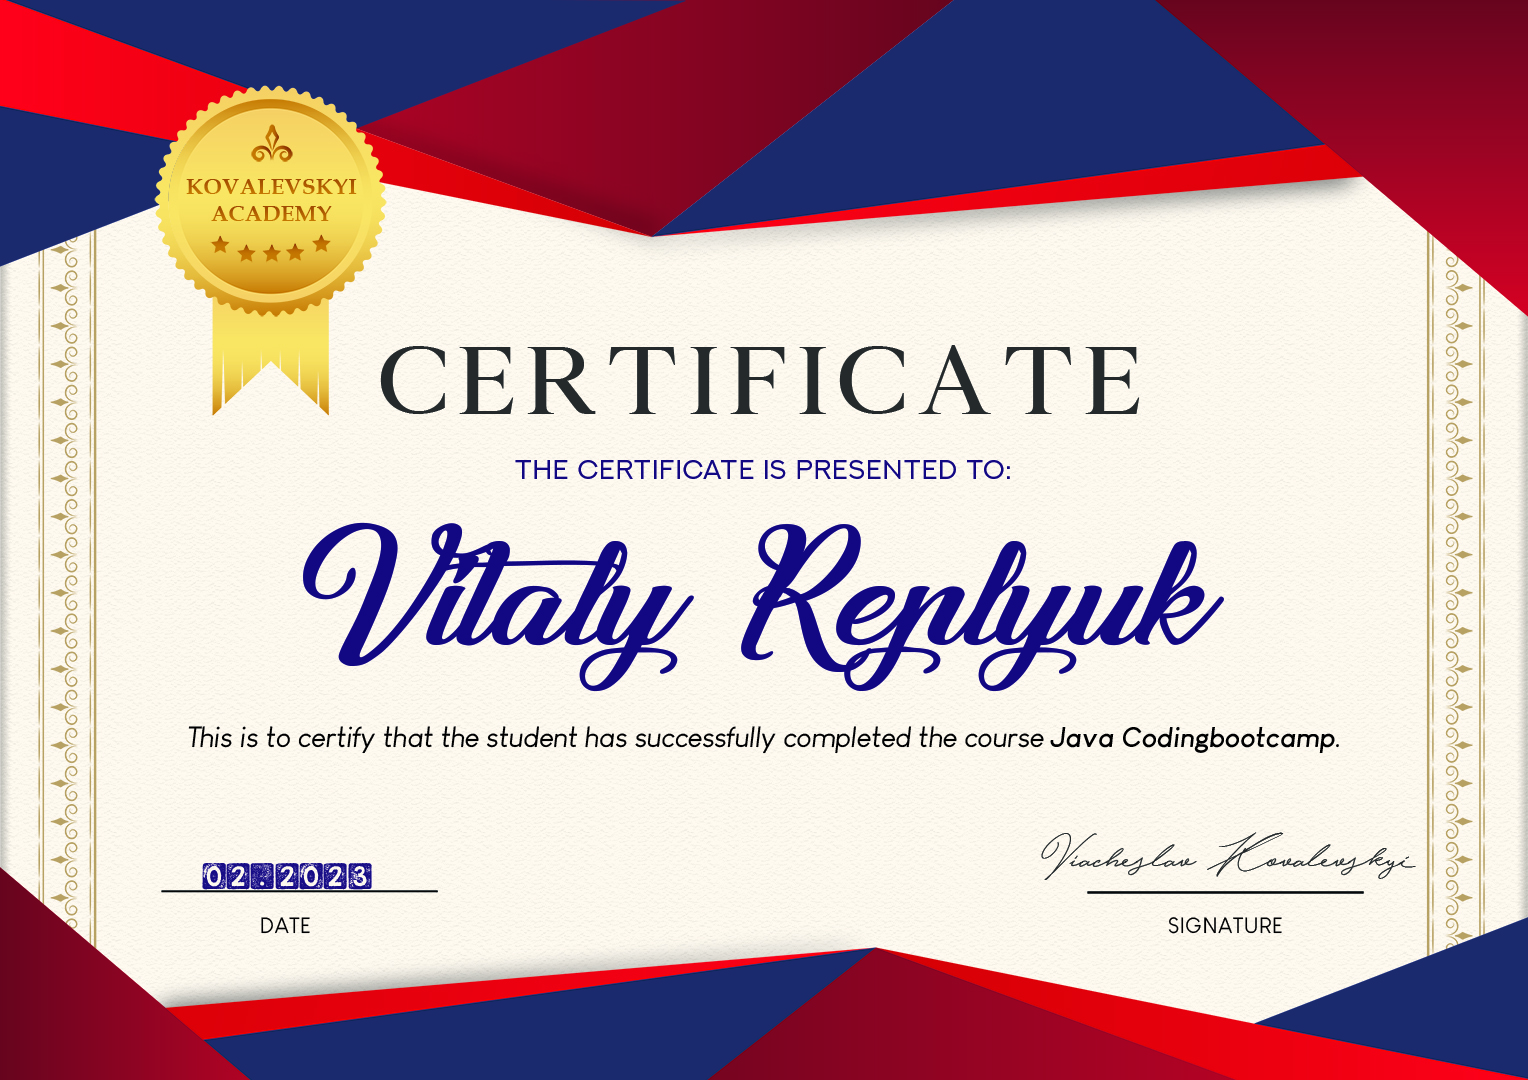 KOVALEVSKYI
ACADEMY
CERTIFICATE
THE CERTIFICATE IS PRESENTED TO:
Vitaly Replyuk
This is to certify that the student has successfully completed the course Java Codingbootcamp.
02.2023
Viacheslav Kovalevskyi
DATE
SIGNATURE